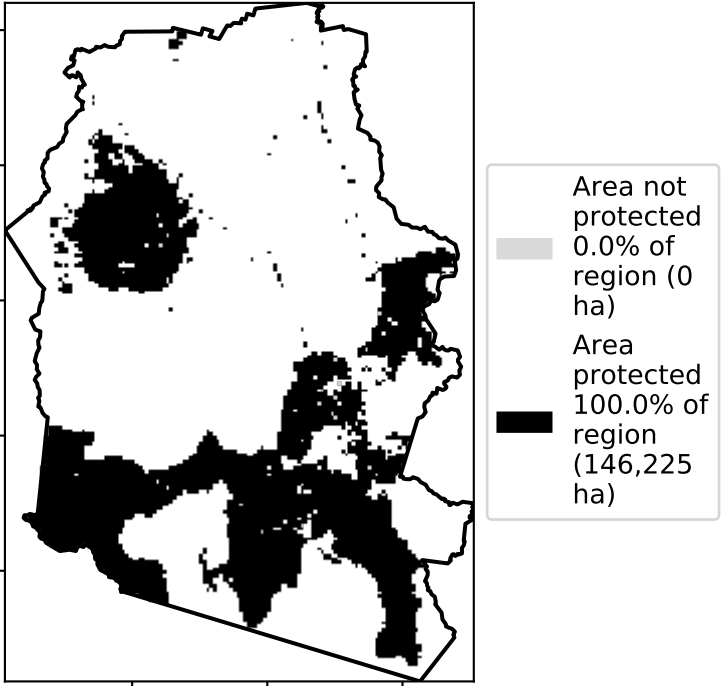 Area not
protected
0.0% of
region (0
ha)
Area
protected
100.0% of
region
(146,225
ha)